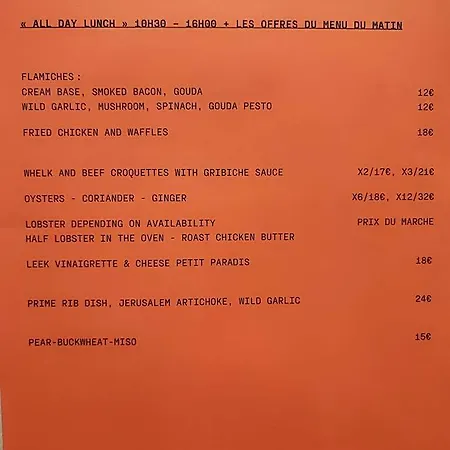 « ALL DAY LUNCH » 10H30 – 16H00 + LES OFFRES DU MENU DU MATIN
FLAMICHES :
CREAM BASE, SMOKED BACON, GOUDA 12€
WILD GARLIC, MUSHROOM, SPINACH, GOUDA PESTO 12€
FRIED CHICKEN AND WAFFLES 18€
WHELK AND BEEF CROQUETTES WITH GRIBICHE SAUCE X2/17€, X3/21€
OYSTERS - CORIANDER - GINGER X6/18€, X12/32€
LOBSTER DEPENDING ON AVAILABILITY PRIX DU MARCHE
HALF LOBSTER IN THE OVEN - ROAST CHICKEN BUTTER
LEEK VINAIGRETTE & CHEESE PETIT PARADIS 18€
PRIME RIB DISH, JERUSALEM ARTICHOKE, WILD GARLIC 24€
PEAR-BUCKWHEAT-MISO 15€